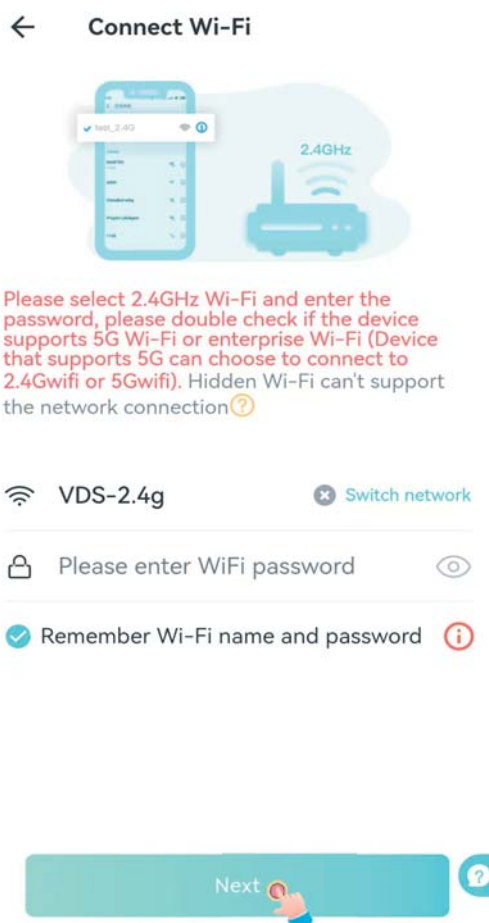 Connect Wi-Fi
test_2.4G
2.4GHz
Please select 2.4GHz Wi-Fi and enter the
password, please double check if the device
supports 5G Wi-Fi or enterprise Wi-Fi (Device
that supports 5G can choose to connect to
2.4Gwifi or 5Gwifi). Hidden Wi-Fi can't support
the network connection?
VDS-2.4g Switch network
Please enter WiFi password
Remember Wi-Fi name and password
Next